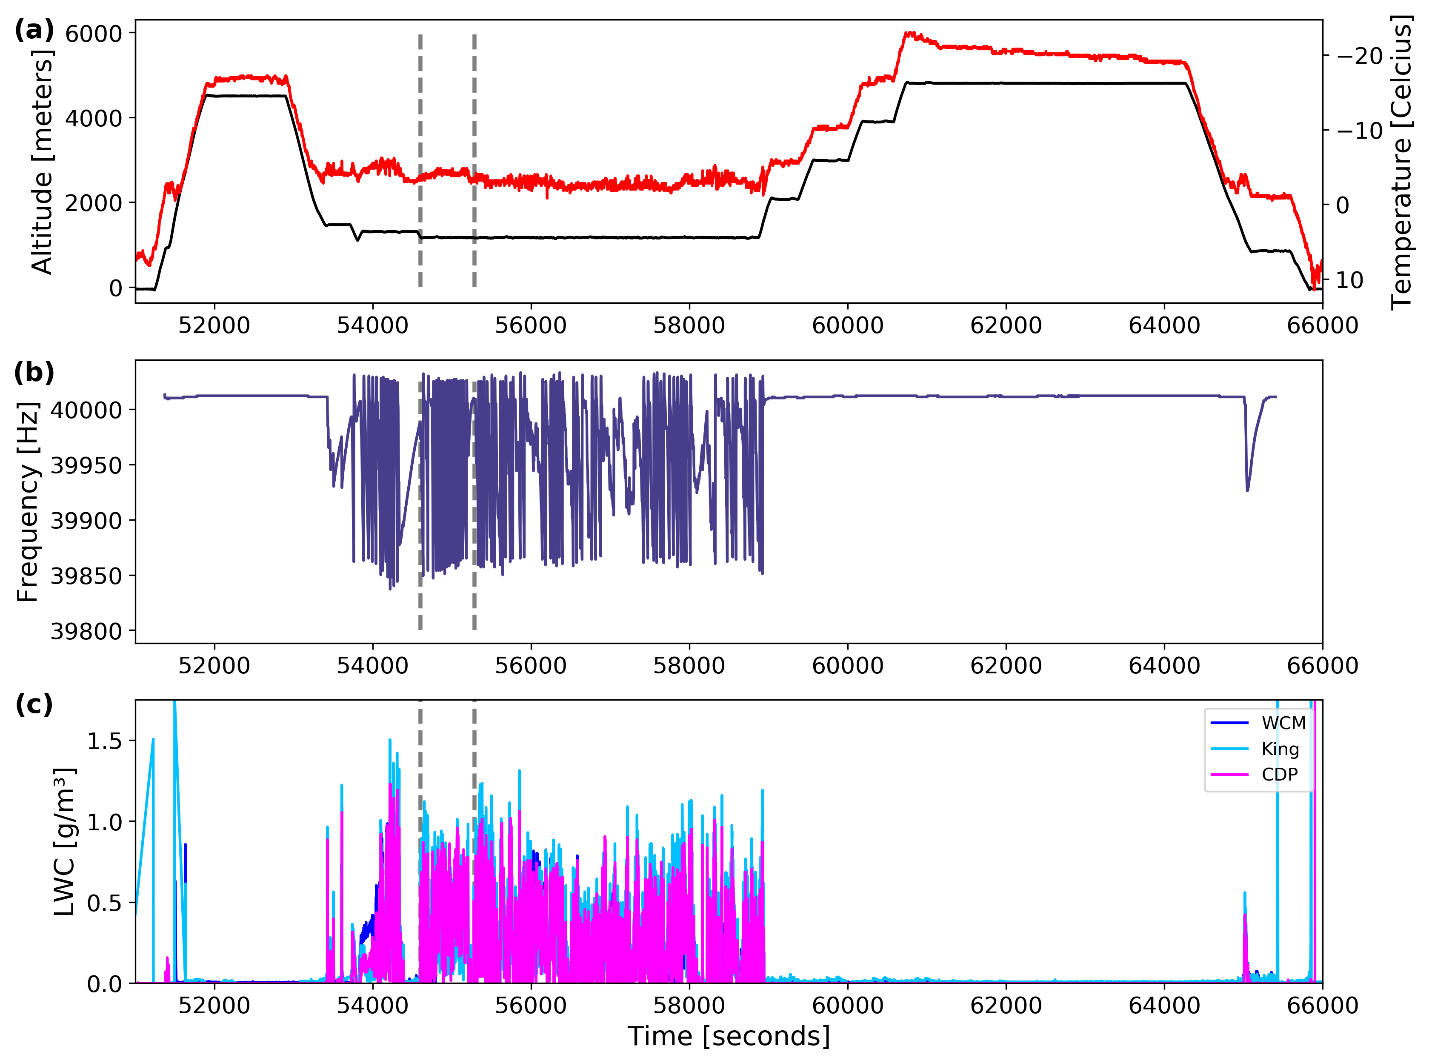 (a)
Altitude [meters]
6000
4000
2000
0
−20
−10
0
10
Temperature [Celcius]
52000 54000 56000 58000 60000 62000 64000 66000
(b)
Frequency [Hz]
40000
39950
39900
39850
39800
52000 54000 56000 58000 60000 62000 64000 66000
(c)
LWC [g/m³]
1.5
1.0
0.5
0.0
WCM
King
CDP
52000 54000 56000 58000 60000 62000 64000 66000
Time [seconds]